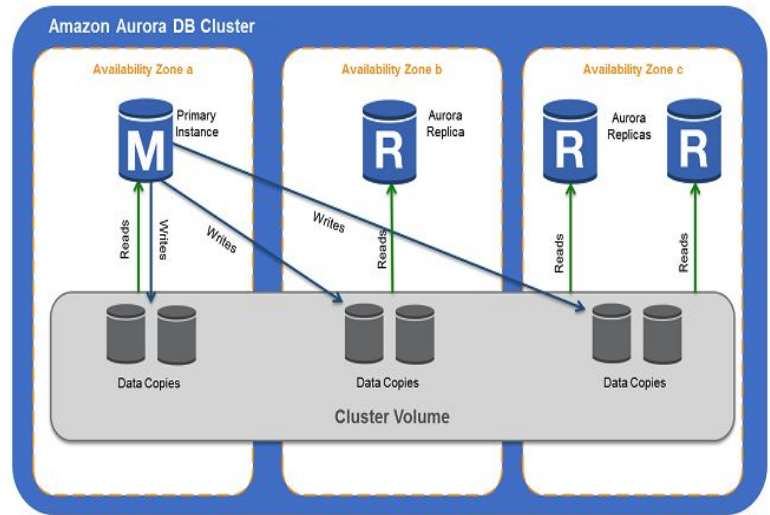 Amazon Aurora DB Cluster
Availability Zone a
Availability Zone b
Availability Zone c
M
Primary
Instance
R
Aurora
Replica
R
Aurora
Replicas
R
Reads
Writes
Writes
Reads
Writes
Reads
Reads
Data Copies
Data Copies
Data Copies
Cluster Volume